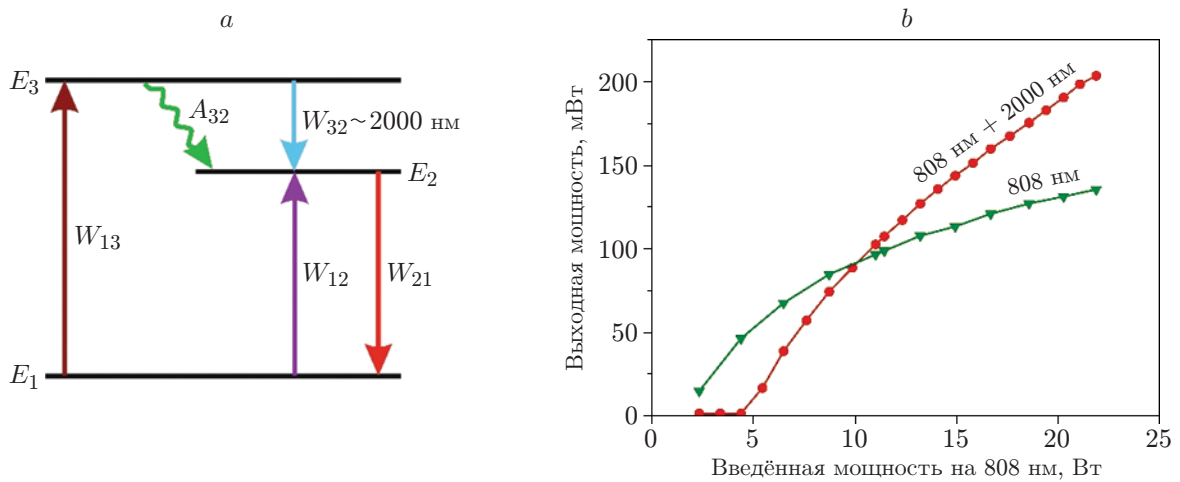 a
E₃
A₃₂
W₃₂~2000 нм
E₂
W₁₃
W₁₂
W₂₁
E₁
b
Выходная мощность, мВт
200
150
100
50
0
808 нм + 2000 нм
808 нм
0 5 10 15 20 25
Введённая мощность на 808 нм, Вт